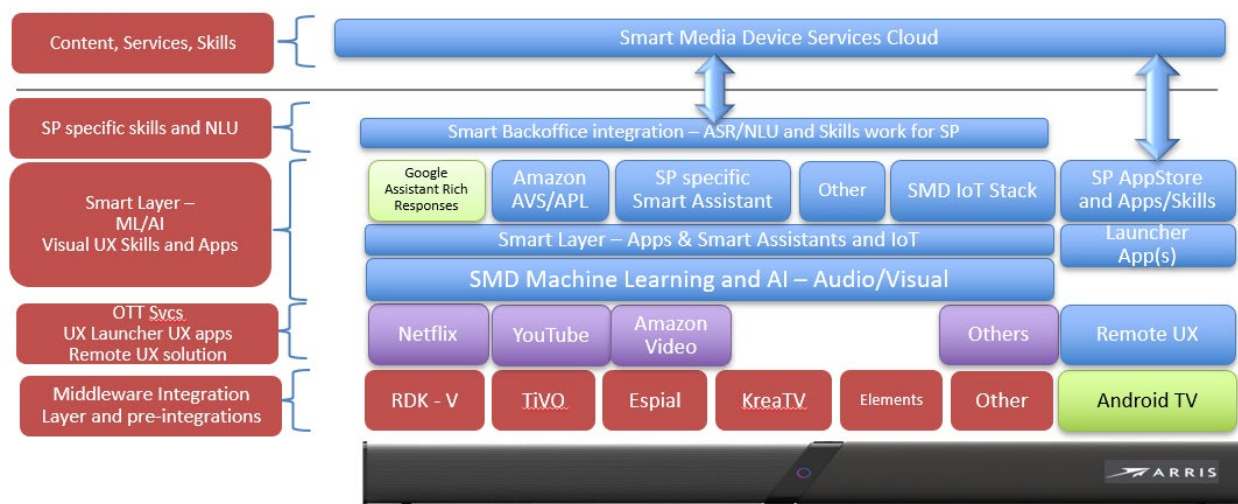 Content, Services, Skills
Smart Media Device Services Cloud
SP specific skills and NLU
Smart Backoffice integration – ASR/NLU and Skills work for SP
Smart Layer –
ML/AI
Visual UX Skills and Apps
Google
Assistant Rich
Responses
Amazon
AVS/APL
SP specific
Smart Assistant
Other
SMD IoT Stack
SP AppStore
and Apps/Skills
Smart Layer – Apps & Smart Assistants and IoT
Launcher
App(s)
SMD Machine Learning and AI – Audio/Visual
OTT Svcs
UX Launcher UX apps
Remote UX solution
Netflix
YouTube
Amazon
Video
Others
Remote UX
Middleware Integration
Layer and pre-integrations
RDK - V
TiVO
Espial
KreaTV
Elements
Other
Android TV
ARRIS